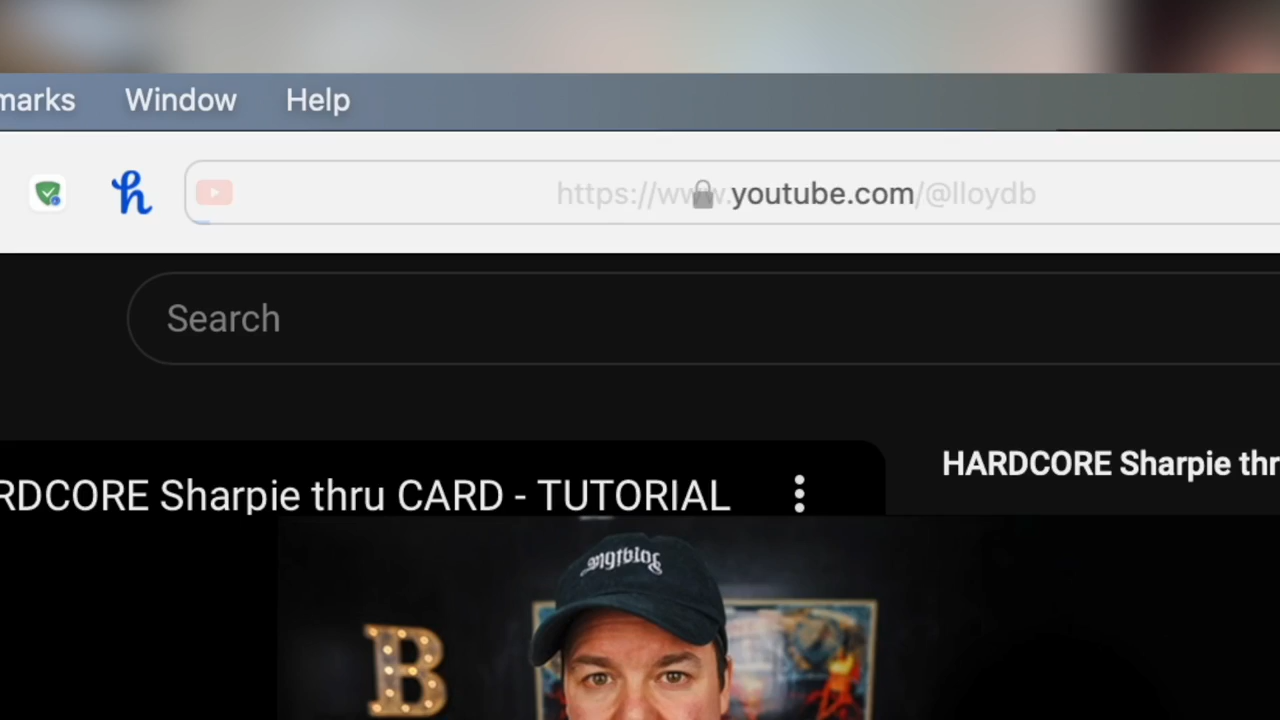 marks Window Help
https://www.youtube.com/@lloydb
Search
RDCORE Sharpie thru CARD - TUTORIAL
HARDCORE Sharpie thr
B